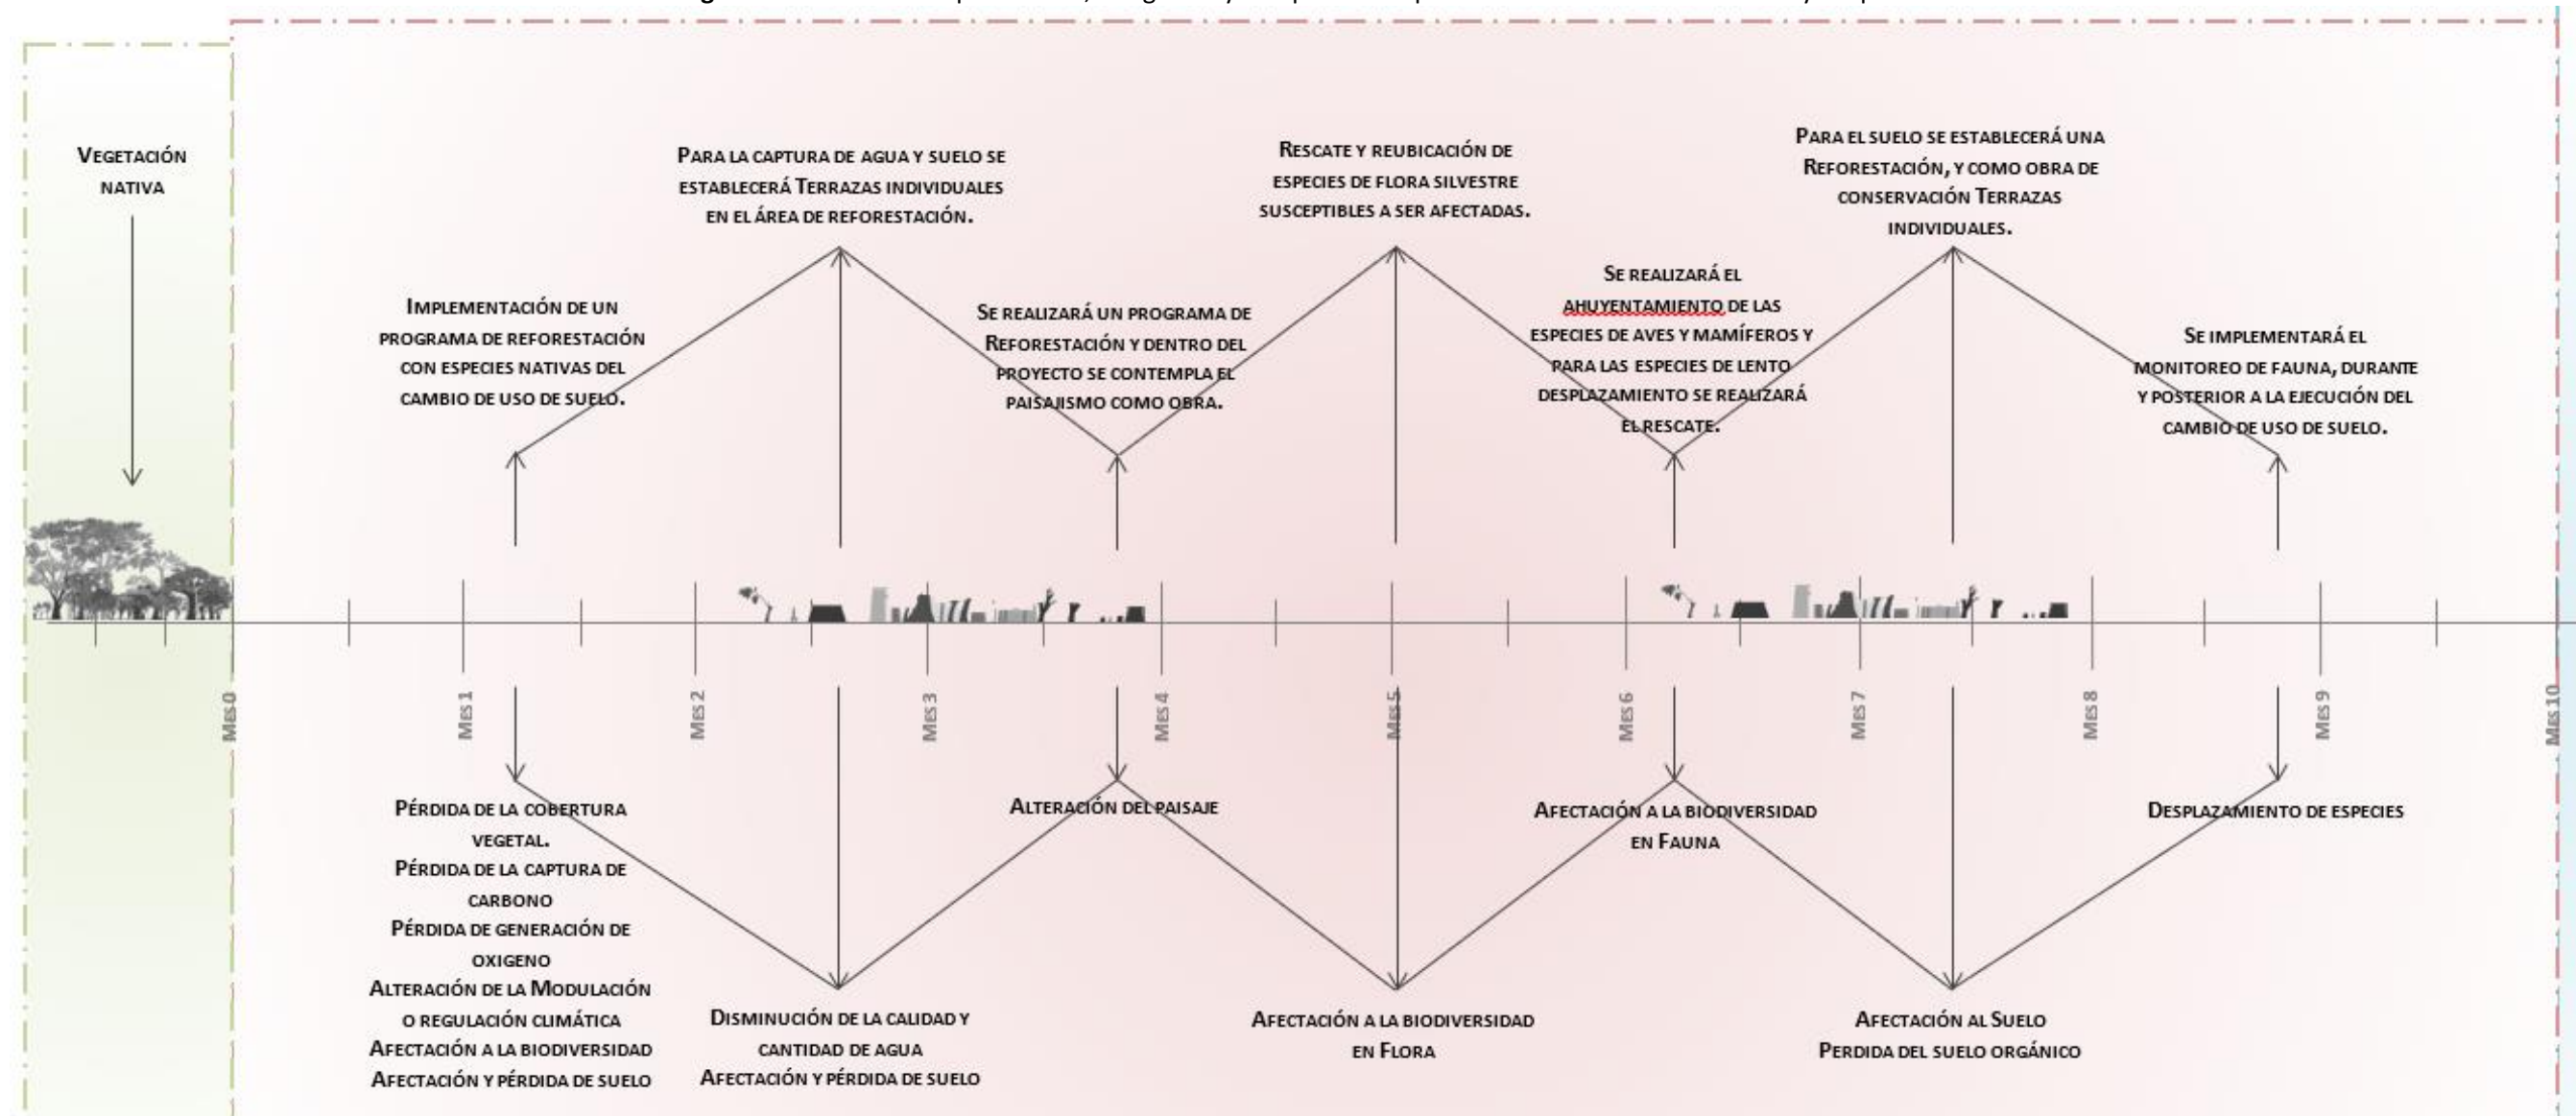 VEGETACIÓN
NATIVA
IMPLEMENTACIÓN DE UN
PROGRAMA DE REFORESTACIÓN
CON ESPECIES NATIVAS DEL
CAMBIO DE USO DE SUELO.
PARA LA CAPTURA DE AGUA Y SUELO SE
ESTABLECERÁ TERRAZAS INDIVIDUALES
EN EL ÁREA DE REFORESTACIÓN.
SE REALIZARÁ UN PROGRAMA DE
REFORESTACIÓN Y DENTRO DEL
PROYECTO SE CONTEMPLA EL
PAISAJISMO COMO OBRA.
RESCATE Y REUBICACIÓN DE
ESPECIES DE FLORA SILVESTRE
SUSCEPTIBLES A SER AFECTADAS.
SE REALIZARÁ EL
AHUYENTAMIENTO DE LAS
ESPECIES DE AVES Y MAMÍFEROS Y
PARA LAS ESPECIES DE LENTO
DESPLAZAMIENTO SE REALIZARÁ
EL RESCATE.
PARA EL SUELO SE ESTABLECERÁ UNA
REFORESTACIÓN, Y COMO OBRA DE
CONSERVACIÓN TERRAZAS
INDIVIDUALES.
SE IMPLEMENTARÁ EL
MONITOREO DE FAUNA, DURANTE
Y POSTERIOR A LA EJECUCIÓN DEL
CAMBIO DE USO DE SUELO.
MES 0
MES 1
MES 2
MES 3
MES 4
MES 5
MES 6
MES 7
MES 8
MES 9
MES 10
PÉRDIDA DE LA COBERTURA
VEGETAL.
PÉRDIDA DE LA CAPTURA DE
CARBONO
PÉRDIDA DE GENERACIÓN DE
OXIGENO
ALTERACIÓN DE LA MODULACIÓN
O REGULACIÓN CLIMÁTICA
AFECTACIÓN A LA BIODIVERSIDAD
AFECTACIÓN Y PÉRDIDA DE SUELO
DISMINUCIÓN DE LA CALIDAD Y
CANTIDAD DE AGUA
AFECTACIÓN Y PÉRDIDA DE SUELO
ALTERACIÓN DEL PAISAJE
AFECTACIÓN A LA BIODIVERSIDAD
EN FLORA
AFECTACIÓN A LA BIODIVERSIDAD
EN FAUNA
AFECTACIÓN AL SUELO
PERDIDA DEL SUELO ORGÁNICO
DESPLAZAMIENTO DE ESPECIES